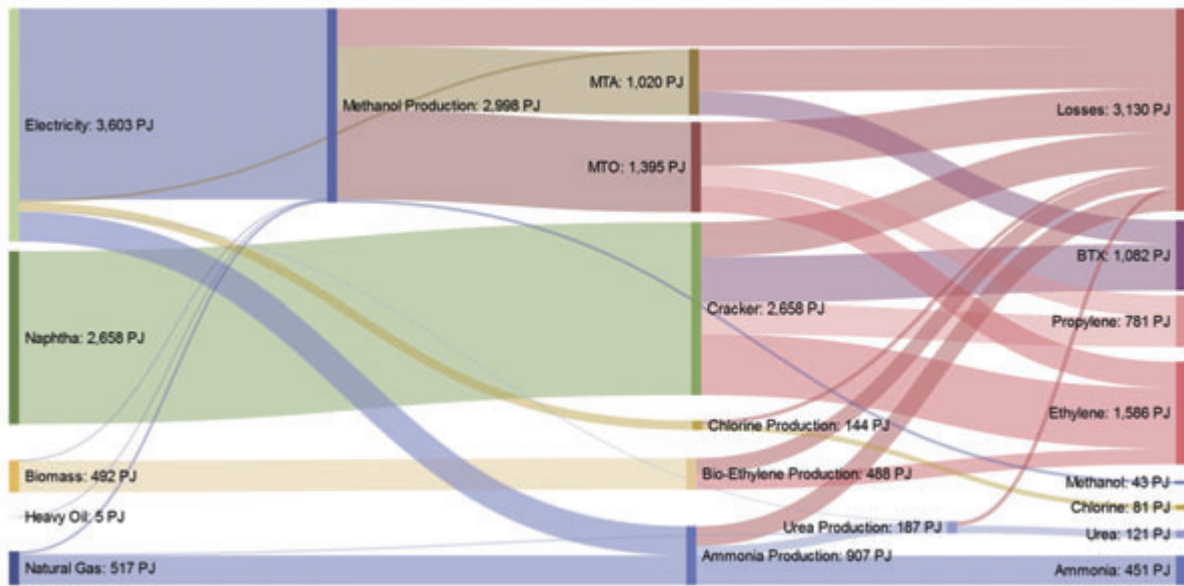 Electricity: 3,603 PJ
Naphtha: 2,658 PJ
Biomass: 492 PJ
Heavy Oil: 5 PJ
Natural Gas: 517 PJ
Methanol Production: 2,998 PJ
MTA: 1,020 PJ
MTO: 1,395 PJ
Cracker: 2,658 PJ
Chlorine Production: 144 PJ
Bio-Ethylene Production: 488 PJ
Urea Production: 187 PJ
Ammonia Production: 907 PJ
Losses: 3,130 PJ
BTX: 1,082 PJ
Propylene: 781 PJ
Ethylene: 1,586 PJ
Methanol: 43 PJ
Chlorine: 81 PJ
Urea: 121 PJ
Ammonia: 451 PJ